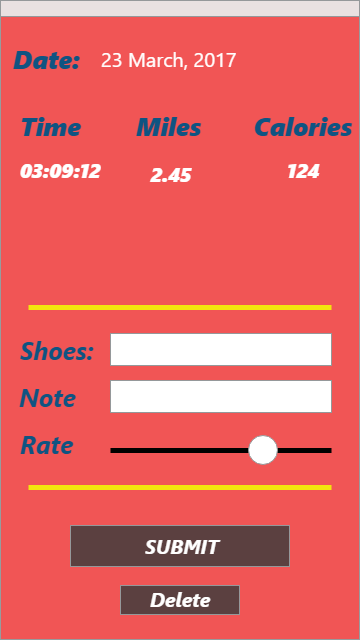 Date: 23 March, 2017
Time Miles Calories
03:09:12 2.45 124
Shoes:
Note
Rate
SUBMIT
Delete